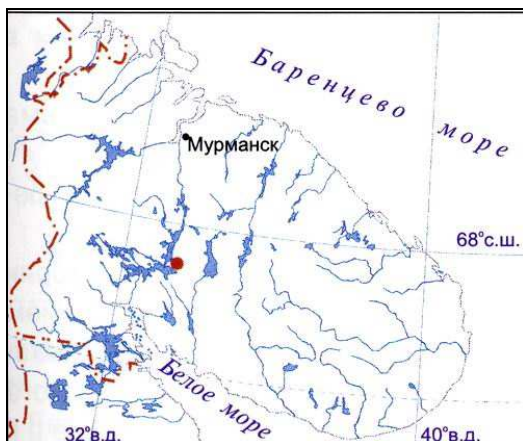 Баренцево море
Мурманск
68°с.ш.
Белое море
32°в.д.
40°в.д.